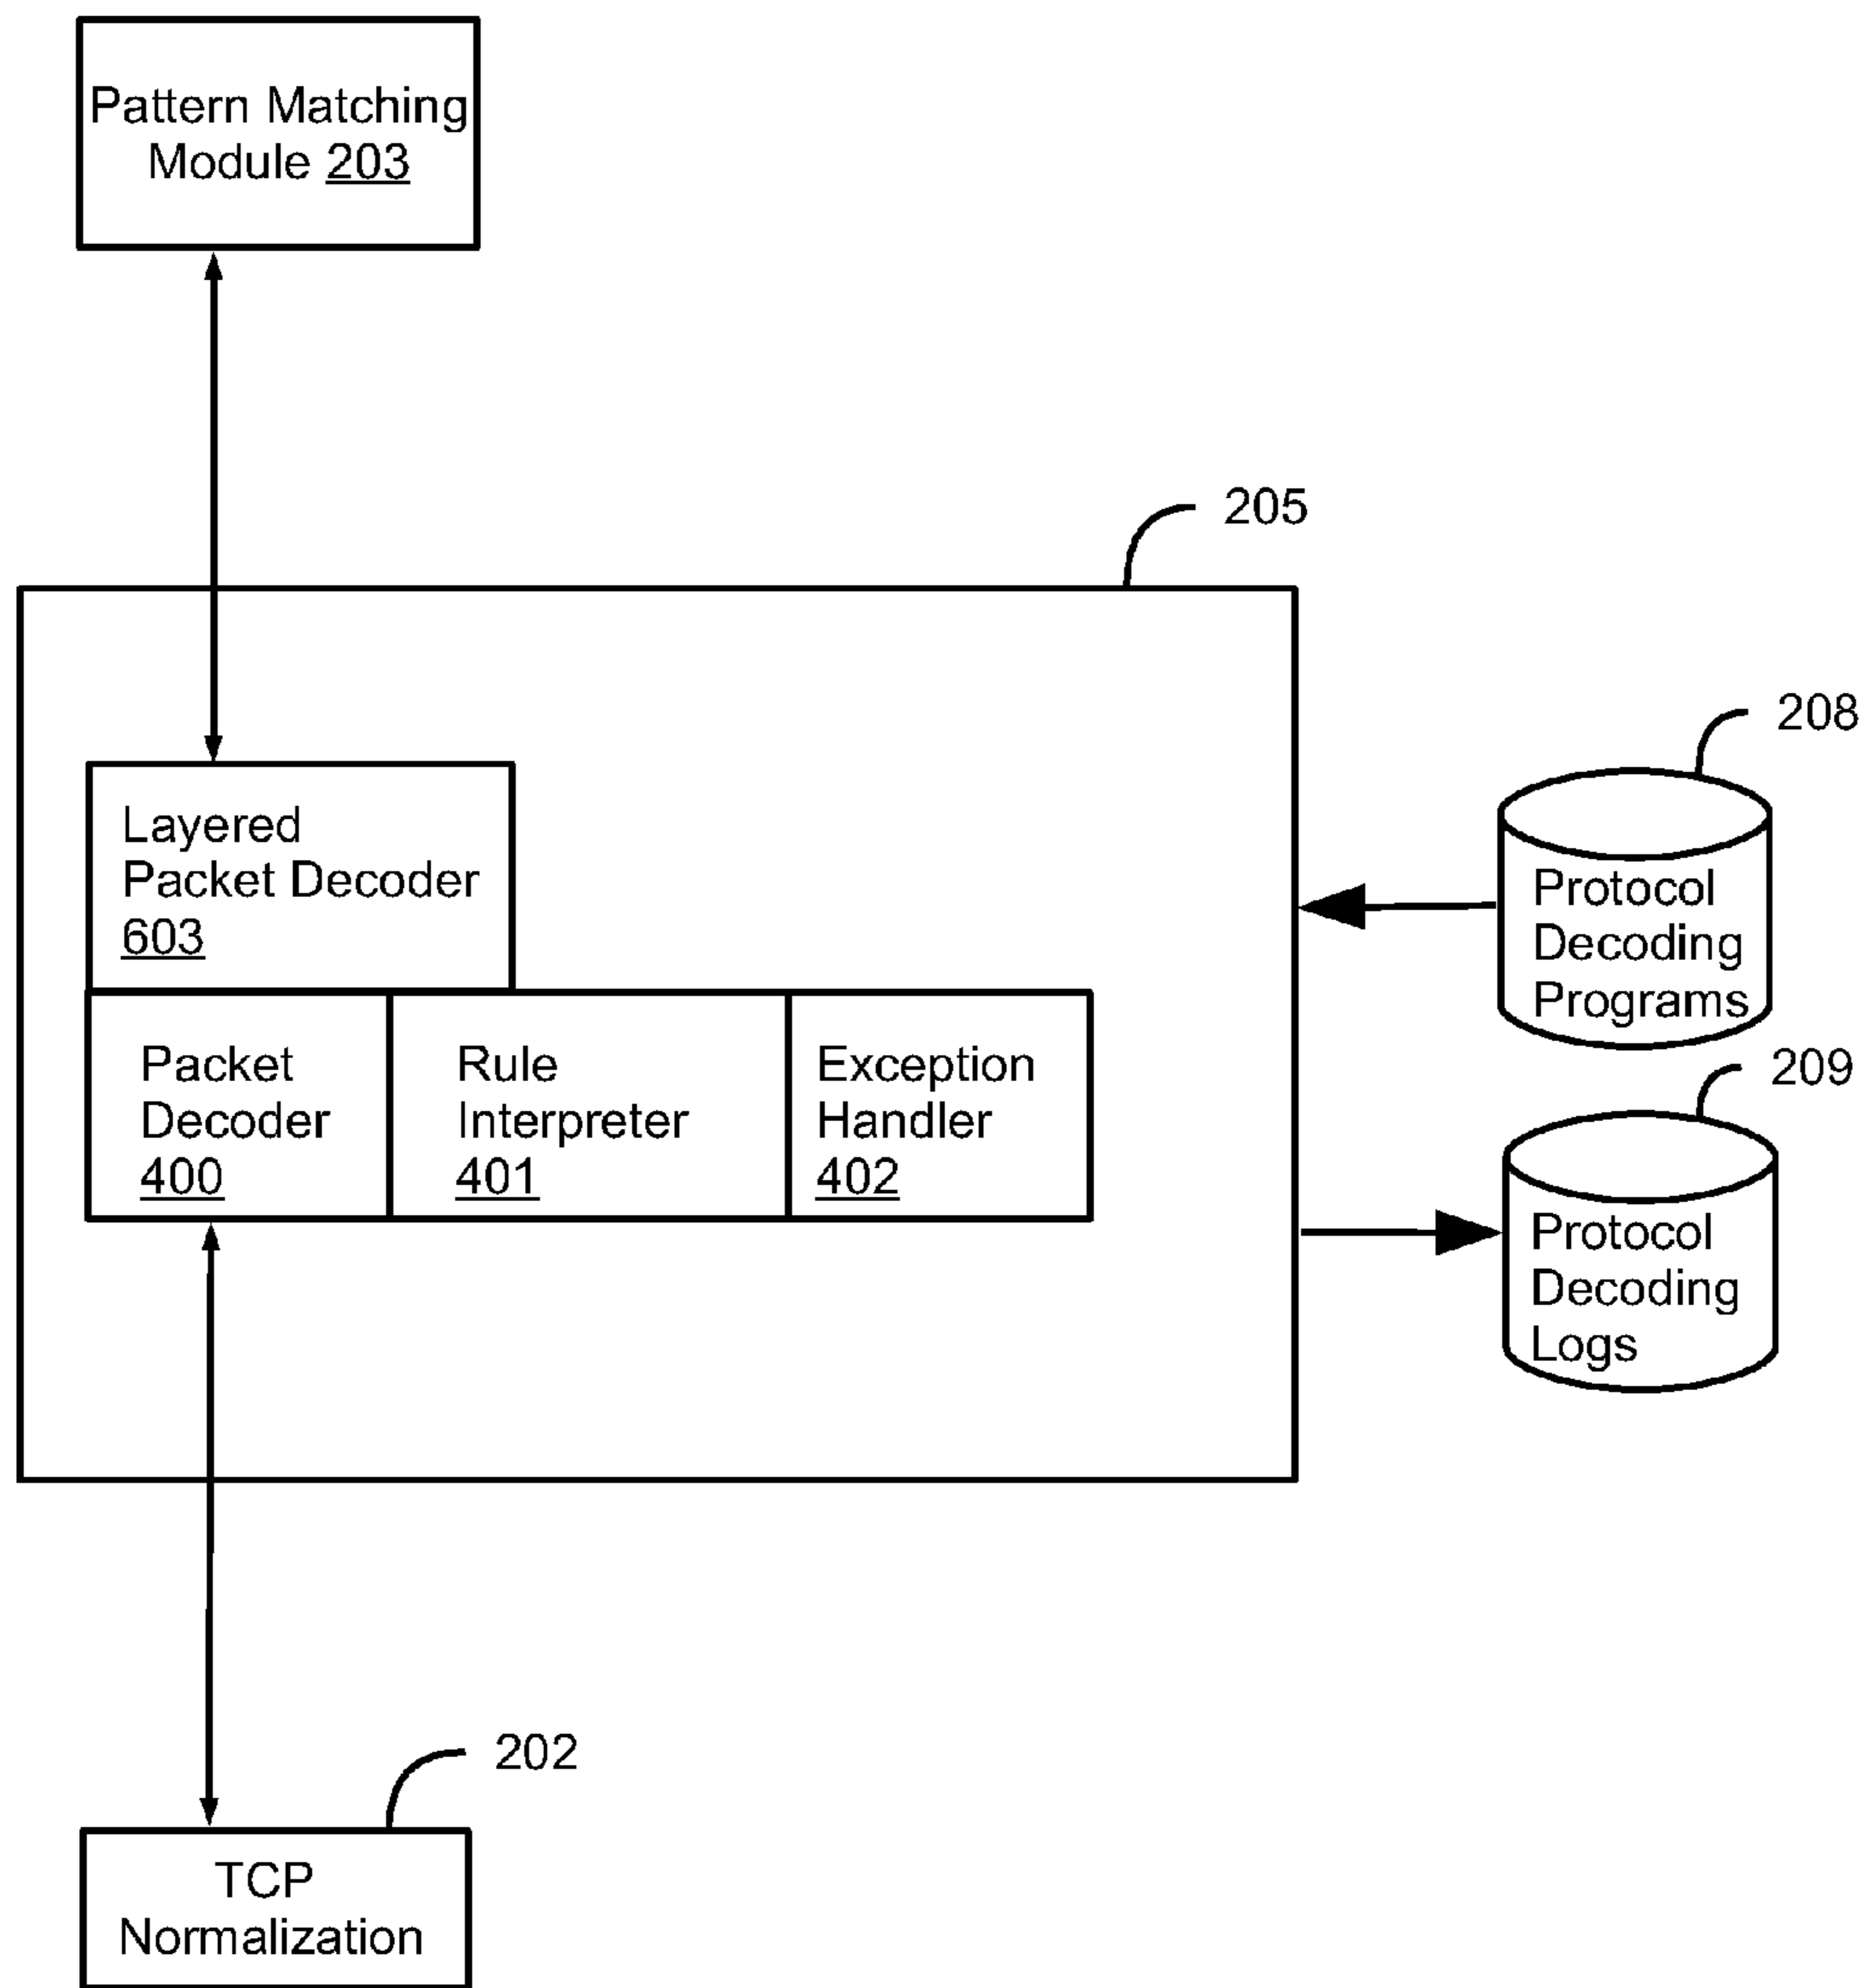 Pattern Matching
Module 203
205
208
Layered
Packet Decoder
603
Protocol
Decoding
Programs
Packet
Decoder
400
Rule
Interpreter
401
Exception
Handler
402
209
Protocol
Decoding
Logs
202
TCP
Normalization